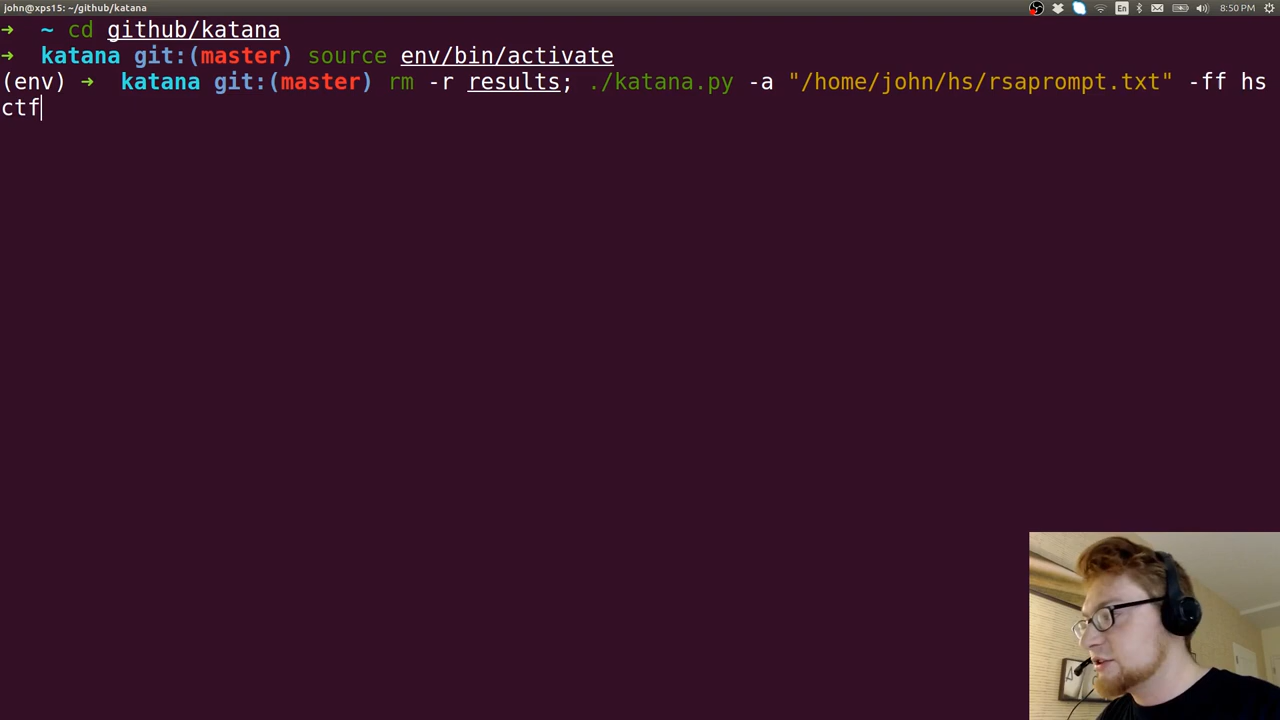 john@xps15: ~/github/katana
En
8:50 PM
➜ ~ cd github/katana
➜ katana git:(master) source env/bin/activate
(env) ➜ katana git:(master) rm -r results; ./katana.py -a "/home/john/hs/rsaprompt.txt" -ff hs
ctf